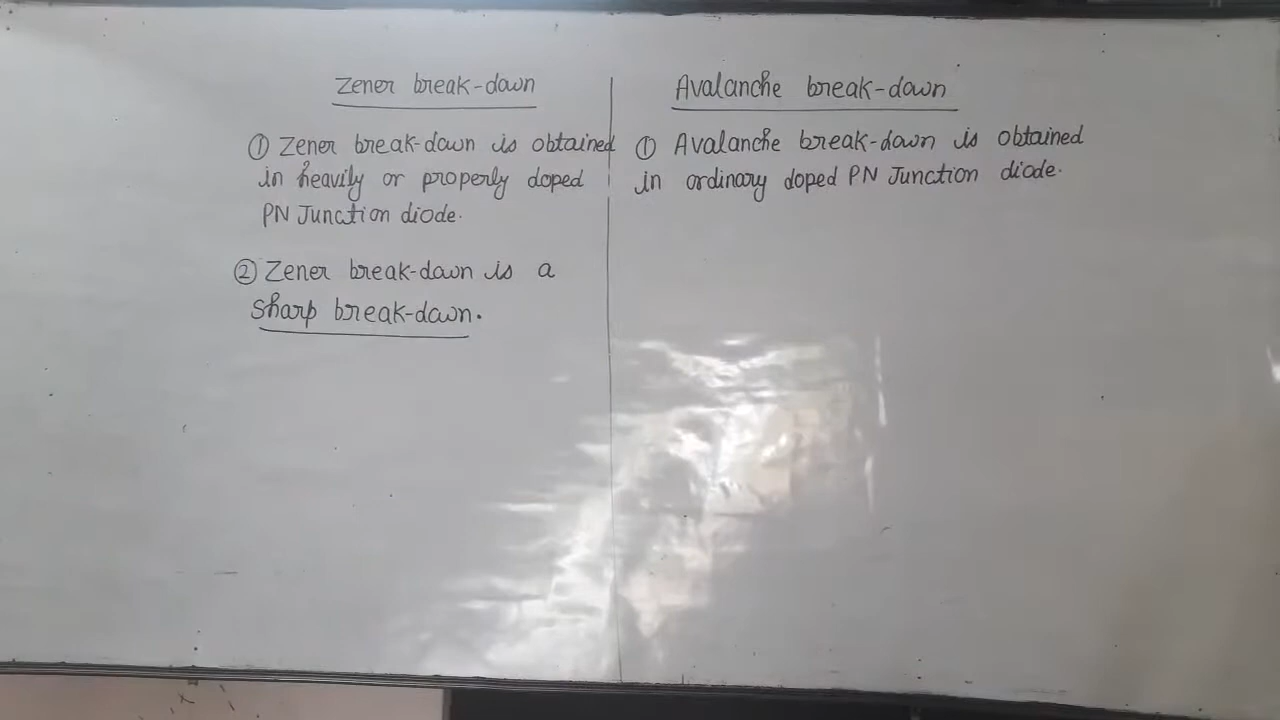 Zener break-down
① Zener break-down is obtained
in heavily or properly doped
PN Junction diode.
② Zener break-down is a
sharp break-down.
Avalanche break-down
① Avalanche break-down is obtained
in ordinary doped PN Junction diode.